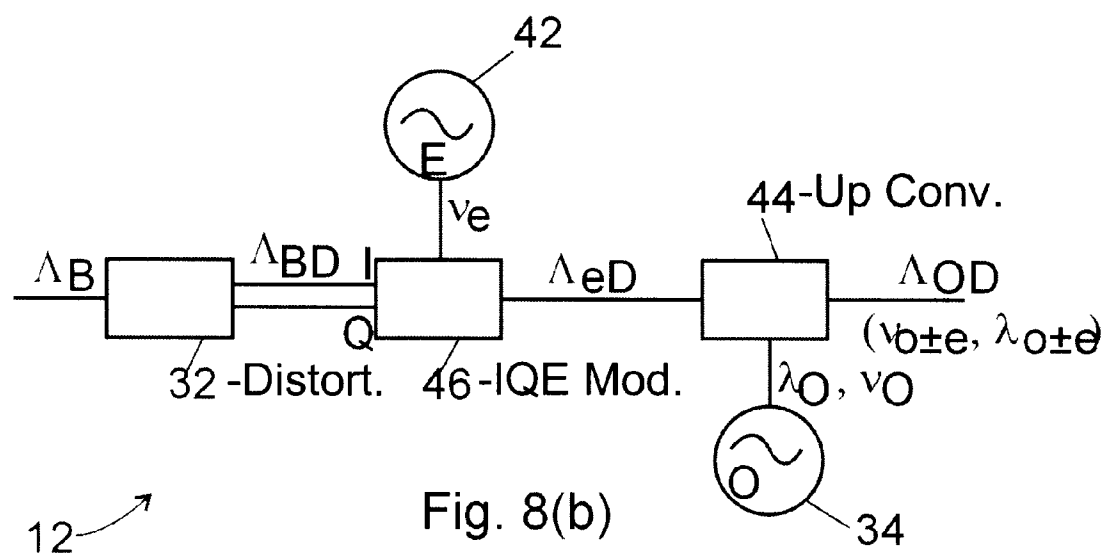 42
E
νe
44-Up Conv.
ΛB
ΛBD I
ΛeD
ΛOD
Q
(νo±e, λo±e)
32-Distort.
46-IQE Mod.
λO, νO
O
12
Fig. 8(b)
34